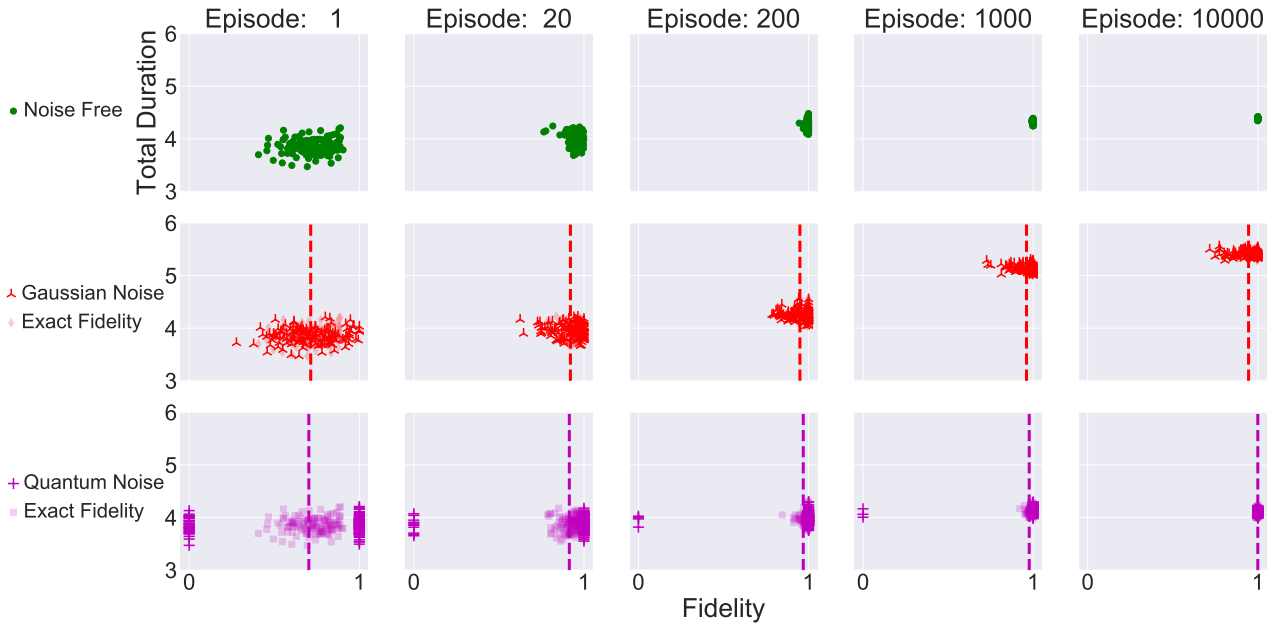 Episode: 1
Episode: 20
Episode: 200
Episode: 1000
Episode: 10000
Total Duration
6
5
4
3
Noise Free
6
5
4
3
Gaussian Noise
Exact Fidelity
6
5
4
3
Quantum Noise
Exact Fidelity
0 1
0 1
0 1
0 1
0 1
Fidelity